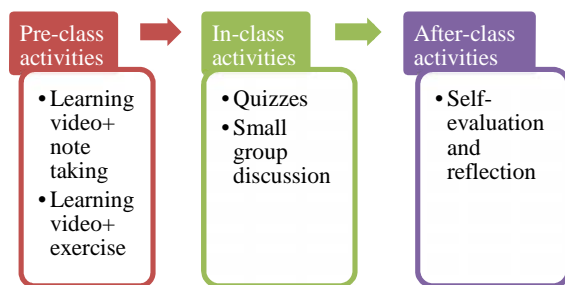 Pre-class
activities
• Learning
video+
note
taking
• Learning
video+
exercise
In-class
activities
• Quizzes
• Small
group
discussion
After-class
activities
• Self-
evaluation
and
reflection